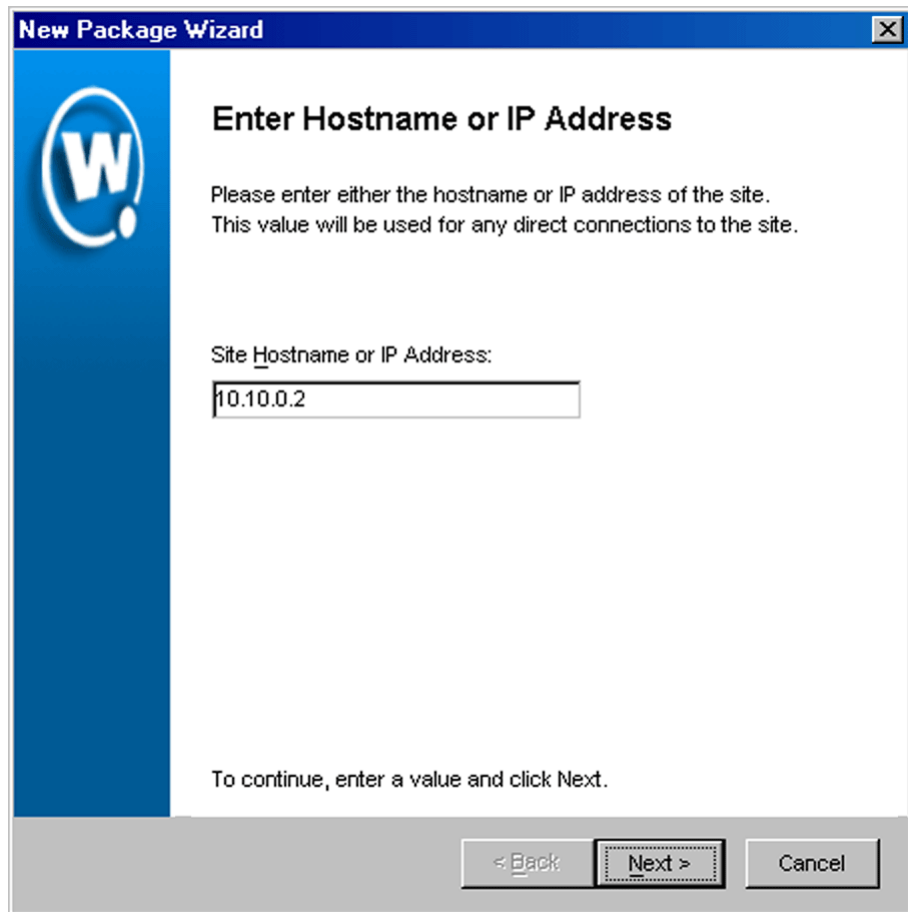 New Package Wizard
W
Enter Hostname or IP Address
Please enter either the hostname or IP address of the site.
This value will be used for any direct connections to the site.
Site Hostname or IP Address:
10.10.0.2
To continue, enter a value and click Next.
< Back Next > Cancel